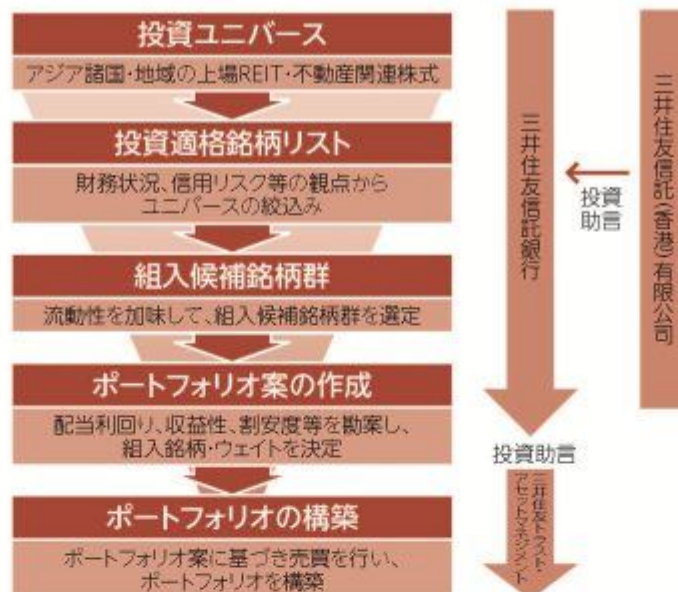 投資ユニバース
アジア諸国・地域の上場REIT・不動産関連株式
投資適格銘柄リスト
財務状況、信用リスク等の観点から
ユニバースの絞込み
組入候補銘柄群
流動性を加味して、組入候補銘柄群を選定
ポートフォリオ案の作成
配当利回り、収益性、割安度等を勘案し、
組入銘柄・ウェイトを決定
ポートフォリオの構築
ポートフォリオ案に基づき売買を行い、
ポートフォリオを構築
三井住友信託銀行
投資
助言
三井住友信託(香港)有限公司
投資助言
三井住友トラスト・
アセットマネジメント